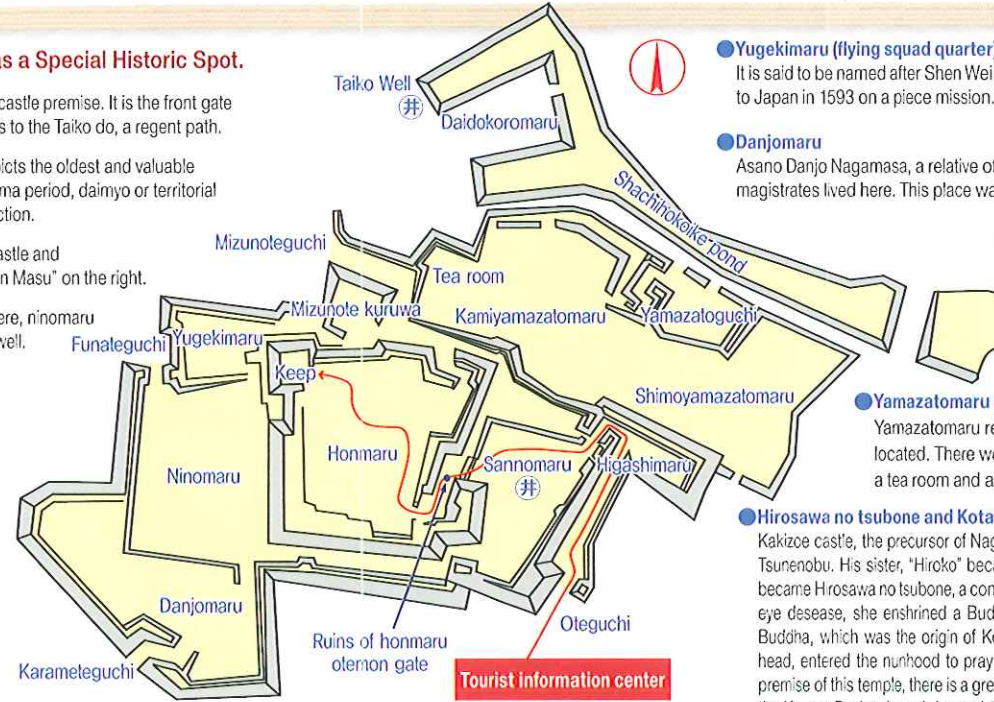 as a Special Historic Spot.
castle premise. It is the front gate
s to the Taiko do, a regent path.
icts the oldest and valuable
ma period, daimyo or territorial
ction.
astle and
n Masu" on the right.
ere, ninomaru
well.
Taiko Well
井
Daidokoromaru
Shachihokoike pond
Mizunoteguchi
Tea room
Mizunote kuruwa
Kamiyamazatomaru
Yamazatoguchi
Funateguchi
Yugekimaru
Keep
Shimoyamazatomaru
Honmaru
Ninomaru
Sannomaru
井
Higashimaru
Danjomaru
Oteguchi
Ruins of honmaru
otemon gate
Karameteguchi
Tourist information center
●Yugekimaru (flying squad quarter)
It is said to be named after Shen Wei
to Japan in 1593 on a piece mission.
●Danjomaru
Asano Danjo Nagamasa, a relative of
magistrates lived here. This place wa
●Yamazatomaru
Yamazatomaru re
located. There we
a tea room and a
●Hirosawa no tsubone and Kota
Kakizoe castle, the precursor of Nag
Tsunenobu. His sister, "Hiroko" beca
became Hirosawa no tsubone, a con
eye desease, she enshrined a Bud
Buddha, which was the origin of Ko
head, entered the nunhood to pray
premise of this temple, there is a gre